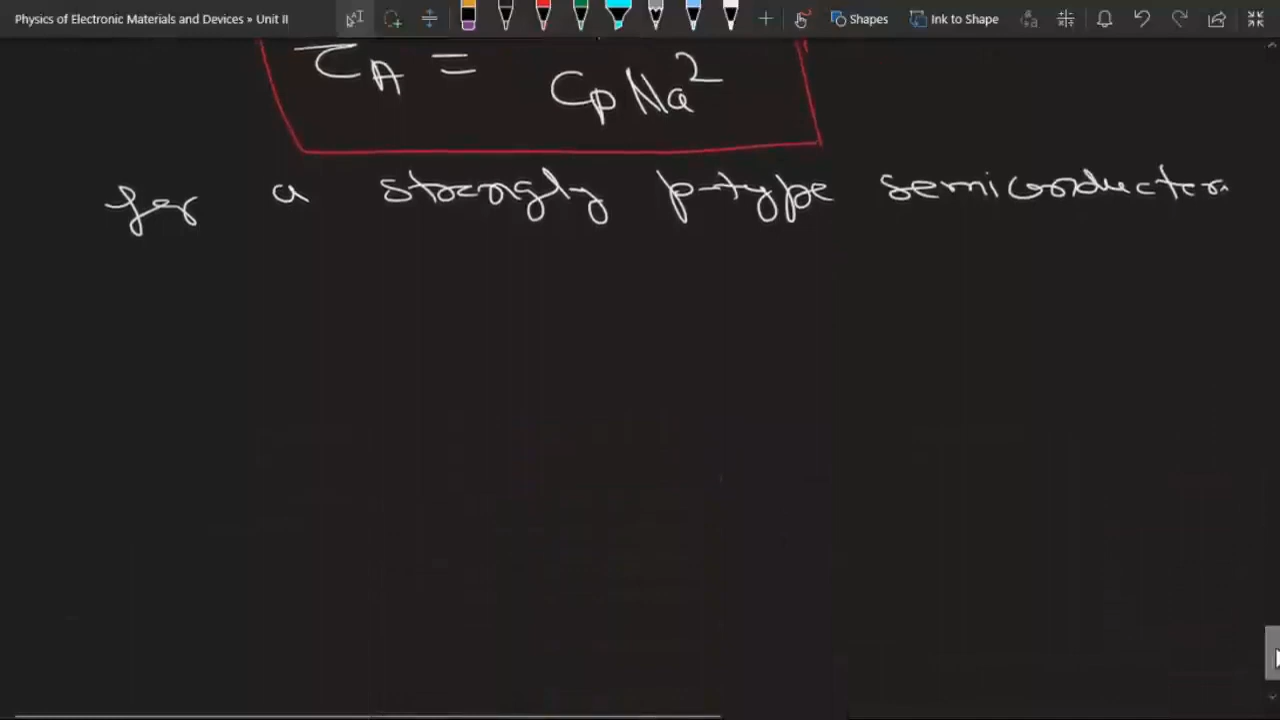 Physics of Electronic Materials and Devices » Unit II
Shapes
Ink to Shape
τA =
CpNa²
for a strongly p-type semiconductor